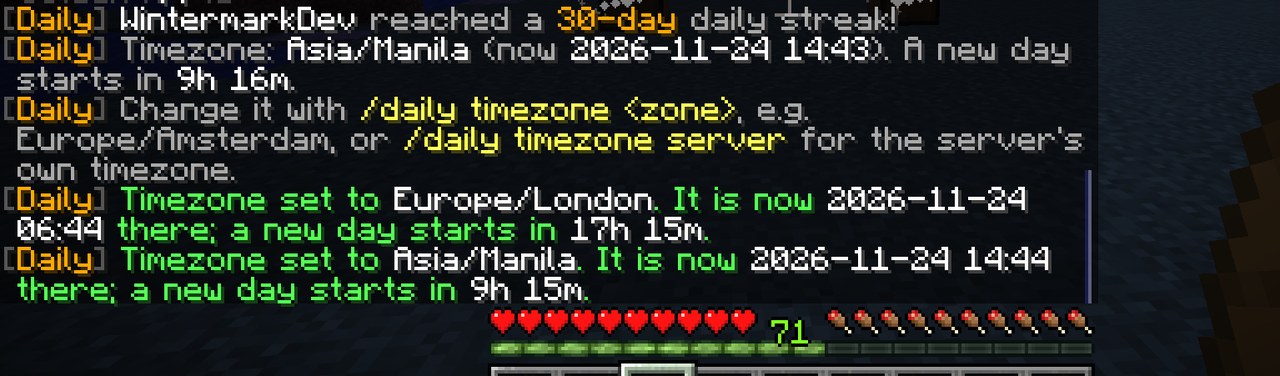 [Daily] WintermarkDev reached a 30-day daily streak!
[Daily] Timezone: Asia/Manila (now 2026-11-24 14:43). A new day
starts in 9h 16m.
[Daily] Change it with /daily timezone <zone>, e.g.
Europe/Amsterdam, or /daily timezone server for the server's
own timezone.
[Daily] Timezone set to Europe/London. It is now 2026-11-24
06:44 there; a new day starts in 17h 15m.
[Daily] Timezone set to Asia/Manila. It is now 2026-11-24 14:44
there; a new day starts in 9h 15m.
71